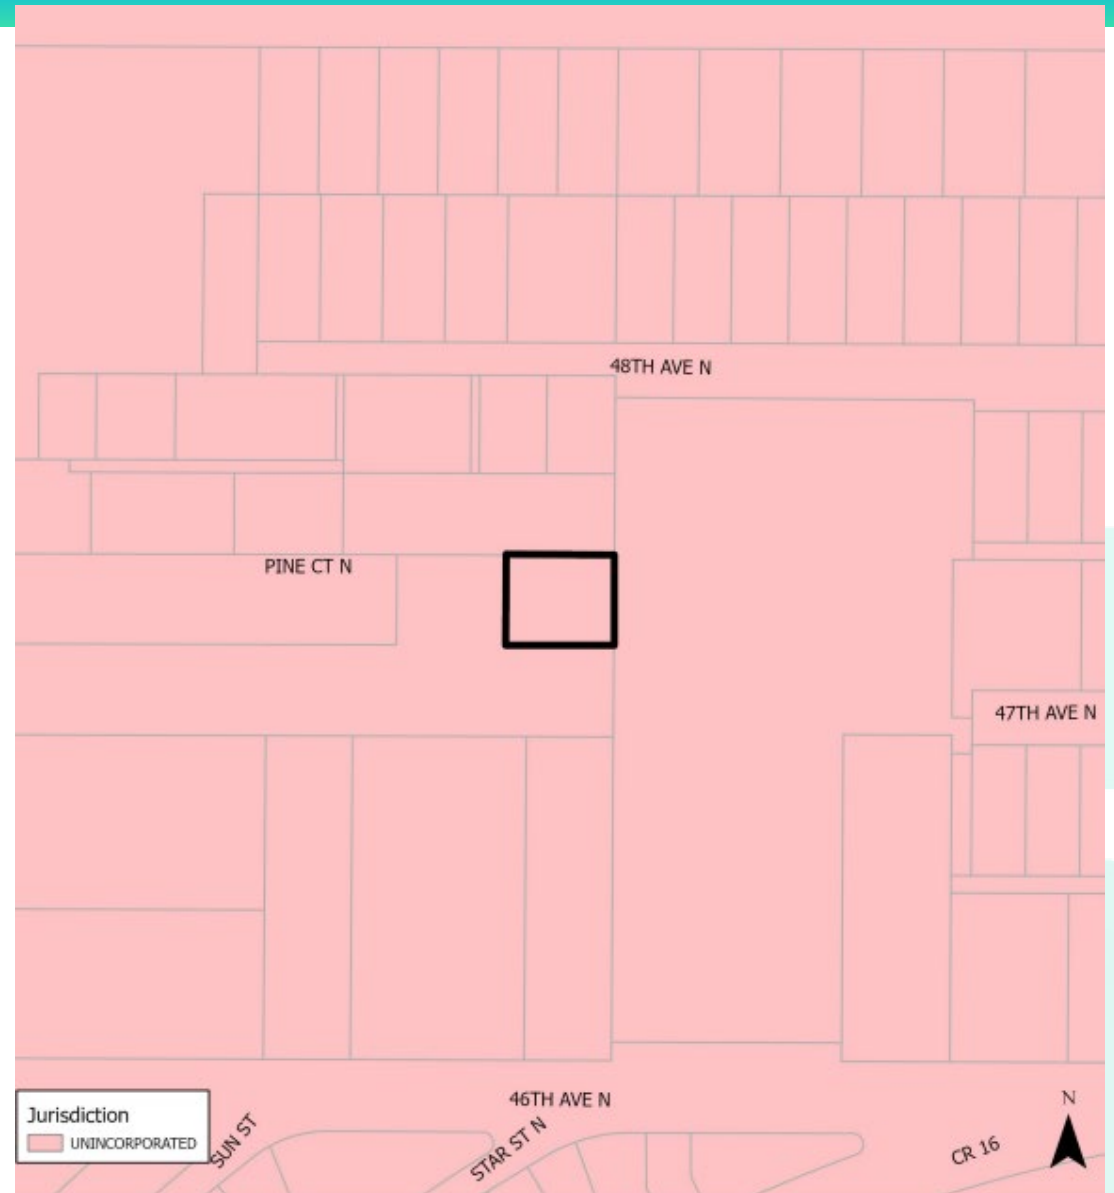 48TH AVE N
PINE CT N
47TH AVE N
46TH AVE N
N
Jurisdiction
UNINCORPORATED
SUN ST
STAR ST N
CR 16